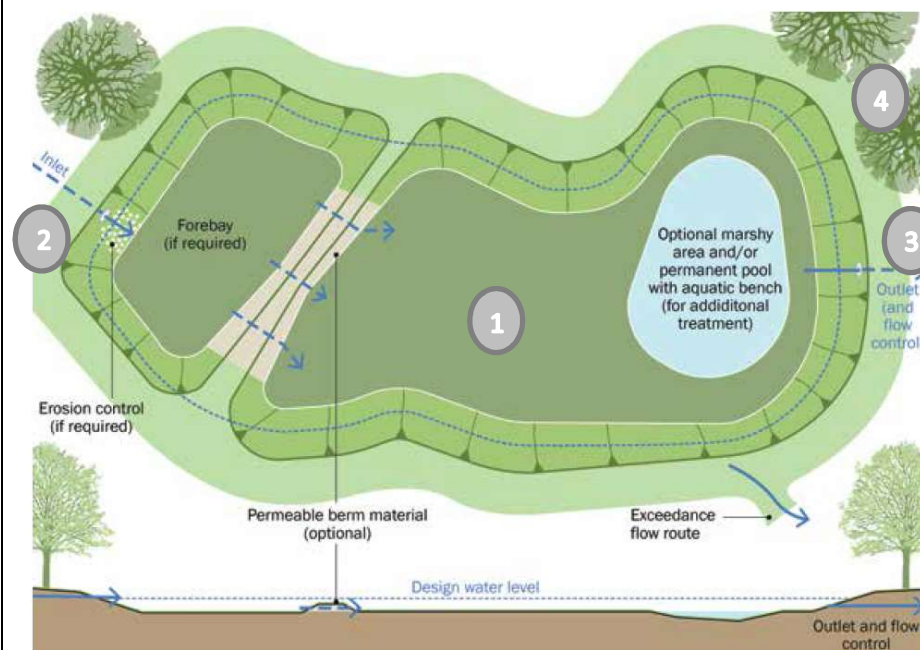 4
Inlet
2
Forebay
(if required)
Optional marshy
area and/or
permanent pool
with aquatic bench
(for addiditonal
treatment)
3
1
Outlet
(and
flow
control)
Erosion control
(if required)
Permeable berm material
(optional)
Exceedance
flow route
Design water level
Outlet and flow
control